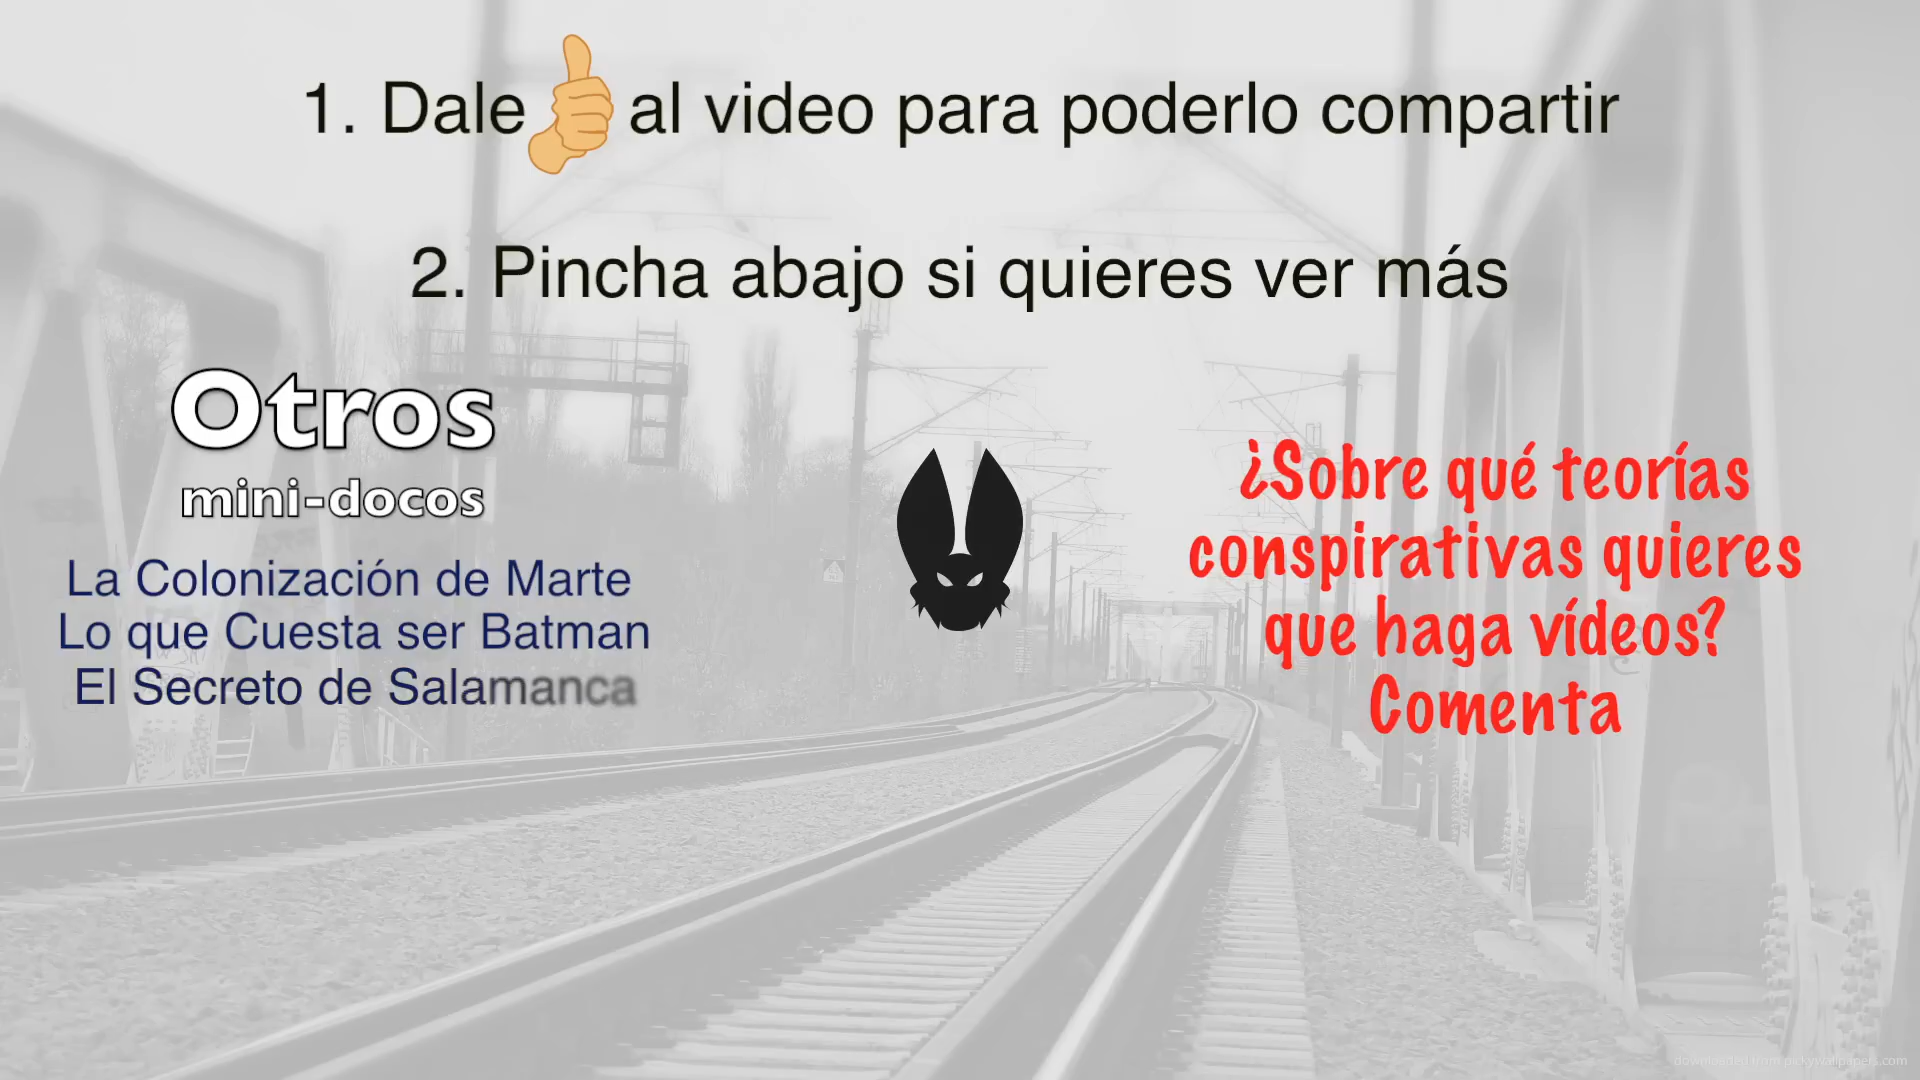 1. Dale al video para poderlo compartir
2. Pincha abajo si quieres ver más
Otros
mini-docos
La Colonización de Marte
Lo que Cuesta ser Batman
El Secreto de Salamanca
¿Sobre qué teorías
conspirativas quieres
que haga vídeos?
Comenta